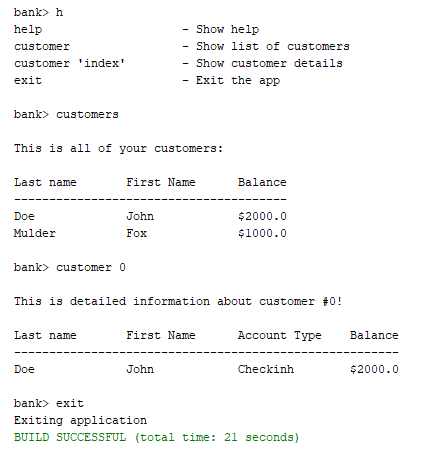 bank> h
help - Show help
customer - Show list of customers
customer 'index' - Show customer details
exit - Exit the app
bank> customers
This is all of your customers:
Last name First Name Balance
-----------------------------------------
Doe John $2000.0
Mulder Fox $1000.0
bank> customer 0
This is detailed information about customer #0!
Last name First Name Account Type Balance
-------------------------------------------------------
Doe John Checkinh $2000.0
bank> exit
Exiting application
BUILD SUCCESSFUL (total time: 21 seconds)